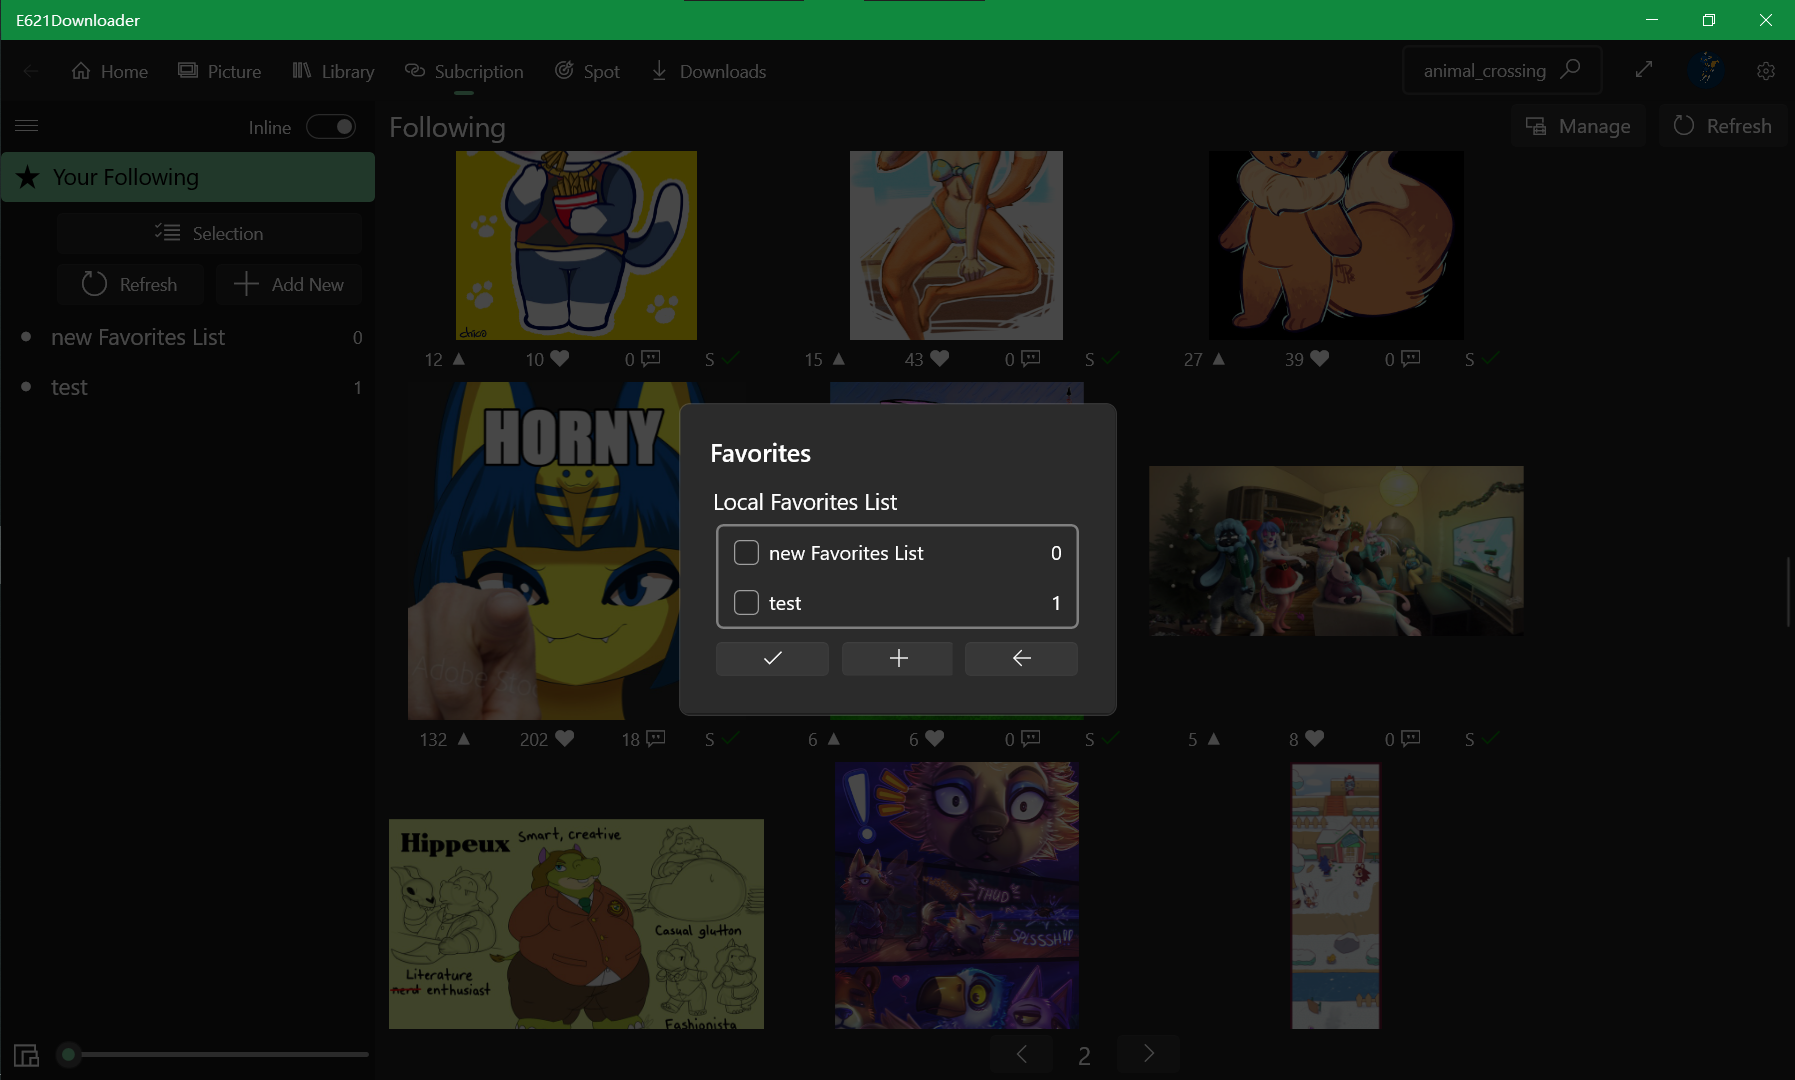 E621Downloader
Home
Picture
Library
Subcription
Spot
Downloads
animal_crossing
Inline
Following
Manage
Refresh
Your Following
Selection
Refresh
Add New
new Favorites List
0
test
1
12
10
0
S
15
43
0
S
27
39
0
S
HORNY
Adobe Sto
Favorites
Local Favorites List
new Favorites List
0
test
1
132
202
18
S
6
6
0
S
5
8
0
S
Hippeux
Smart, creative
Casual glutton
Literature
nerd enthusiast
Fashionista
THUD
SPLSSSH!!
2